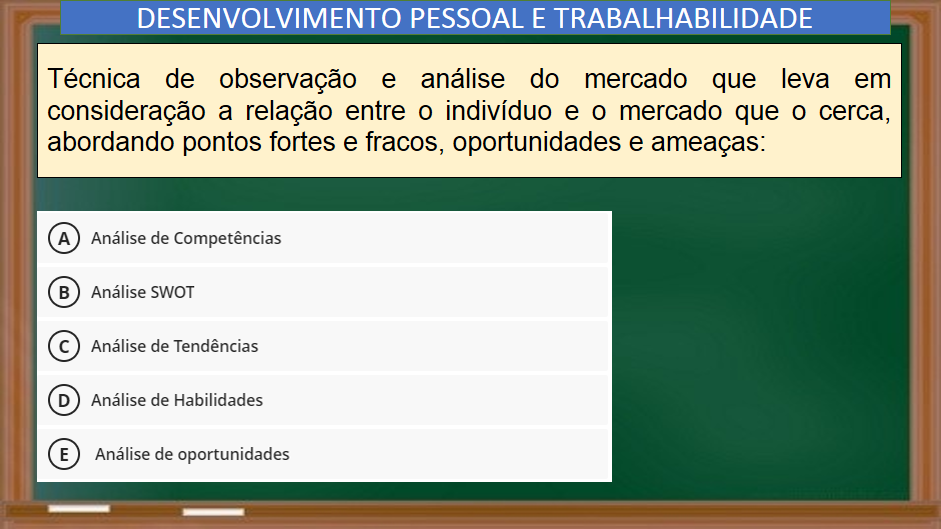 DESENVOLVIMENTO PESSOAL E TRABALHABILIDADE
Técnica de observação e análise do mercado que leva em
consideração a relação entre o indivíduo e o mercado que o cerca,
abordando pontos fortes e fracos, oportunidades e ameaças:
A Análise de Competências
B Análise SWOT
C Análise de Tendências
D Análise de Habilidades
E Análise de oportunidades